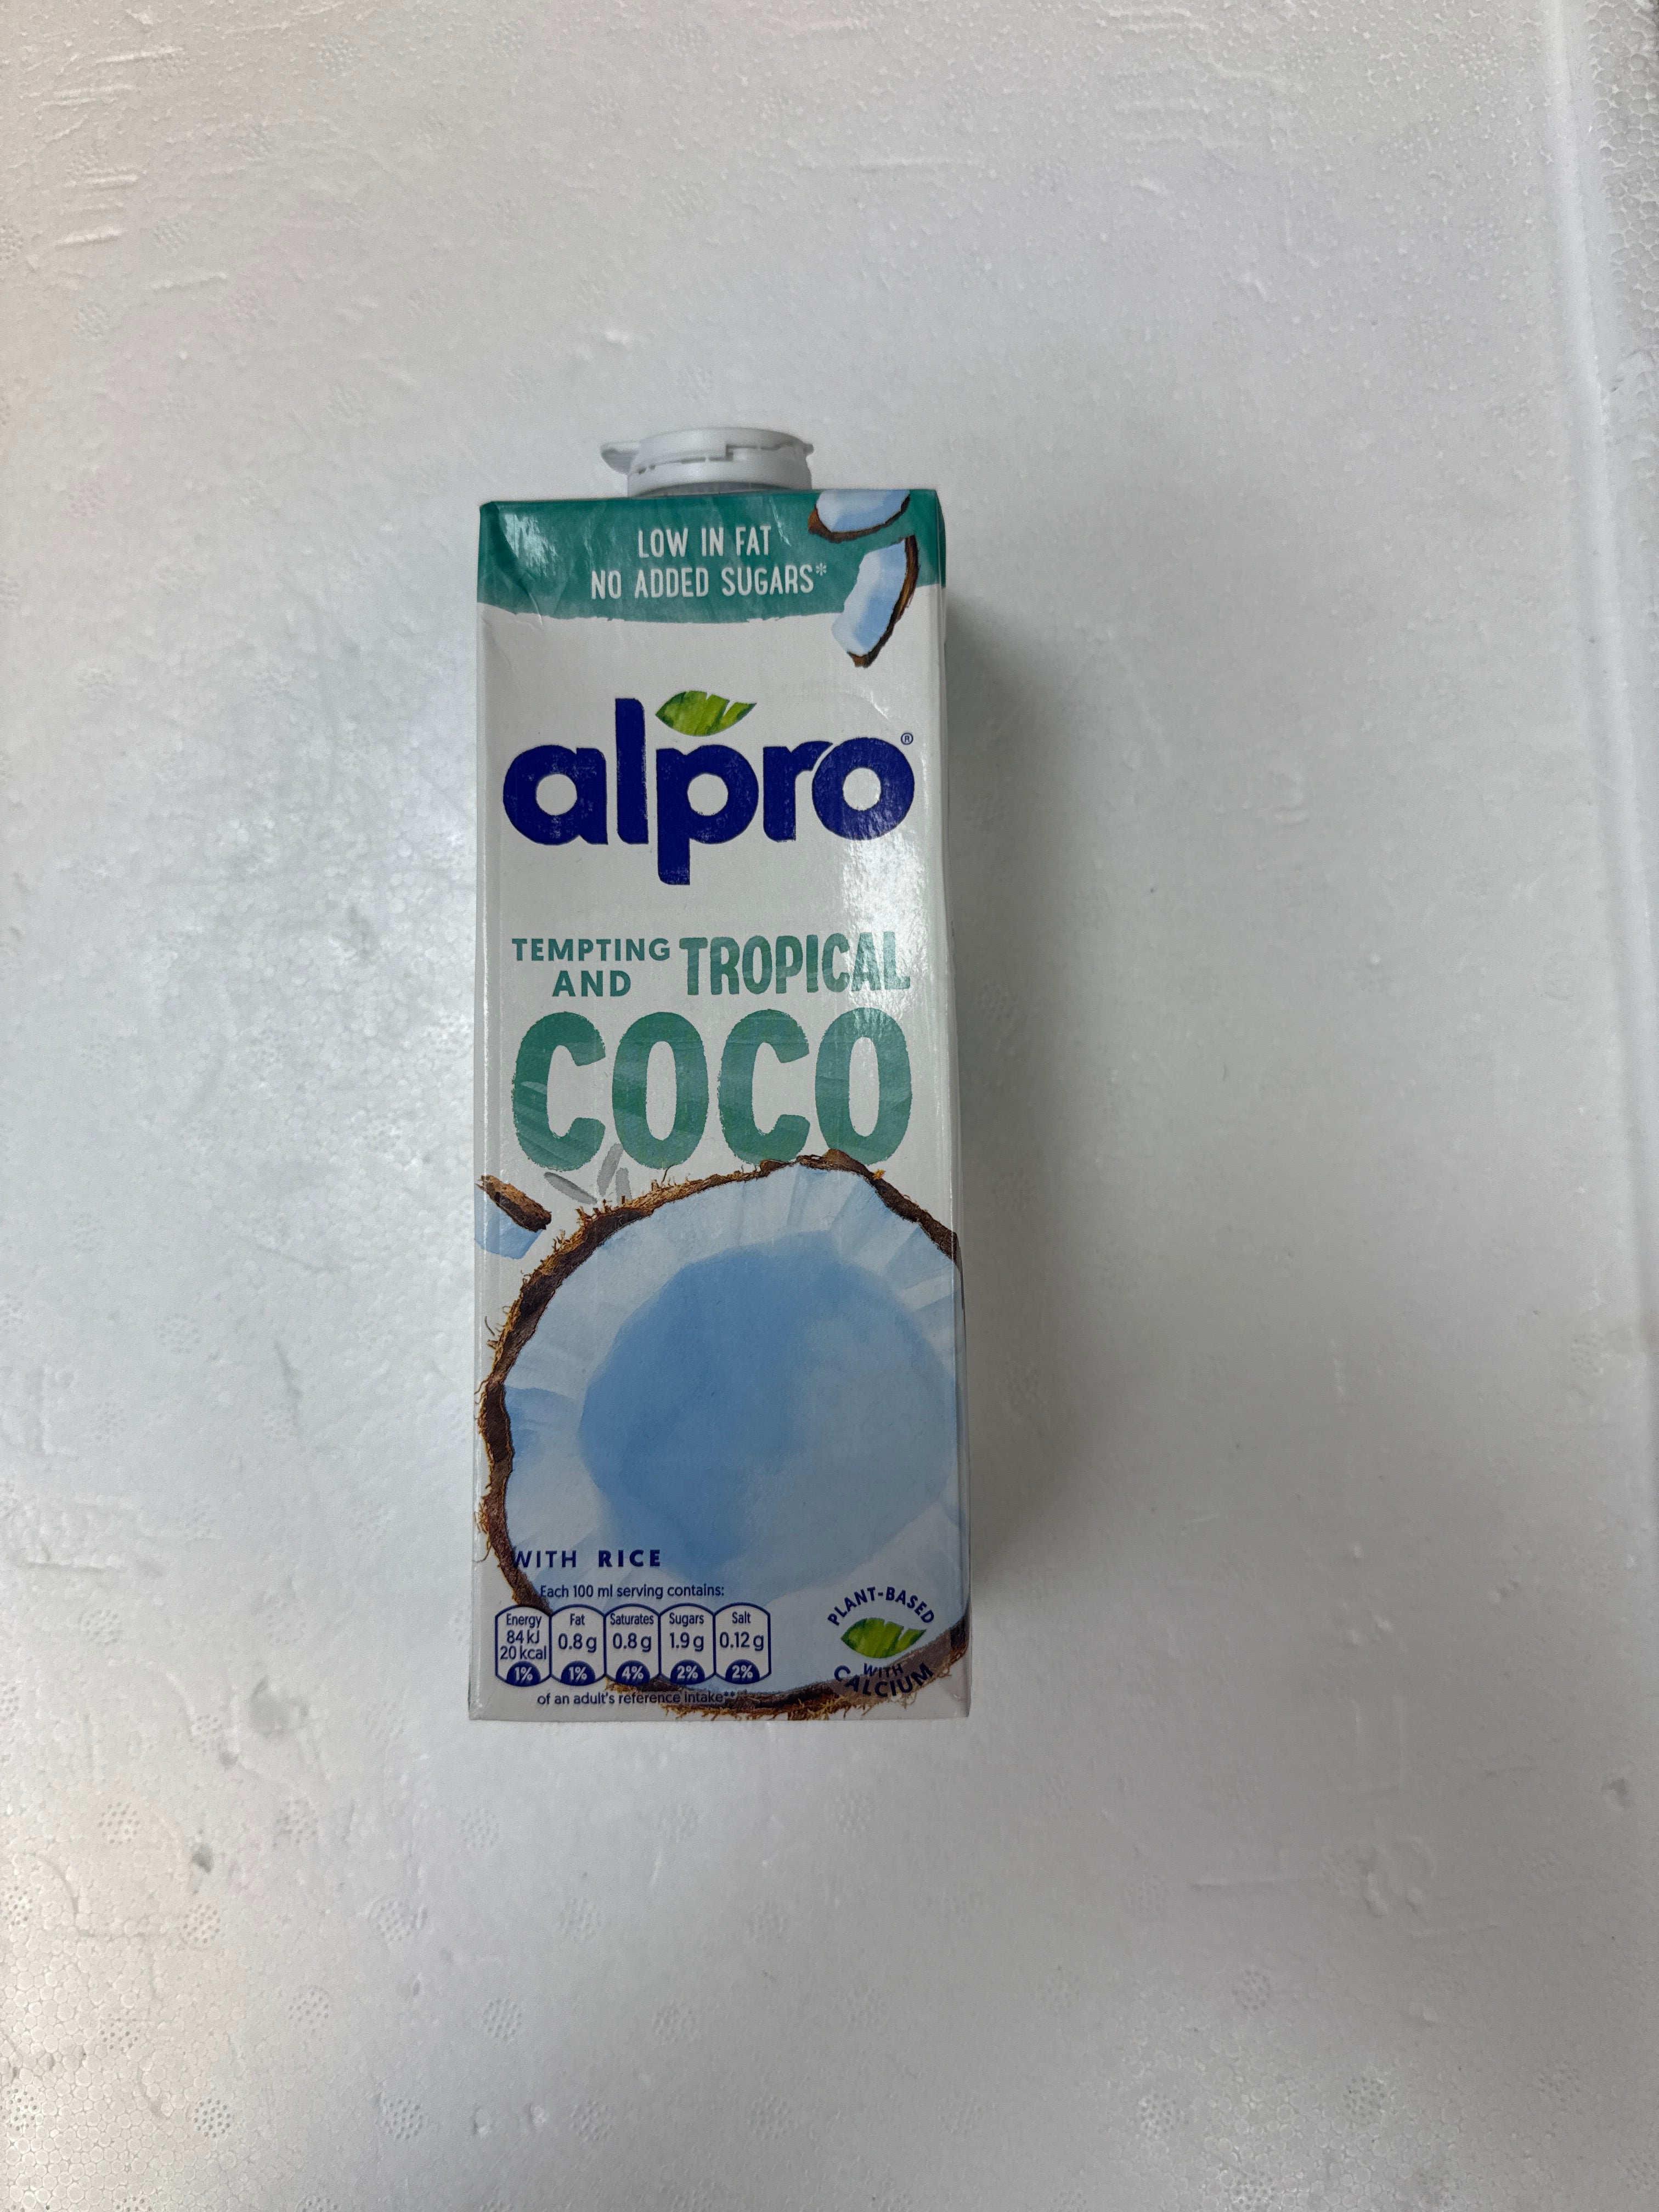 LOW IN FAT
NO ADDED SUGARS*
alpro®
TEMPTING AND TROPICAL
COCO
WITH RICE
Each 100 ml serving contains:
Energy Fat Saturates Sugars Salt
84 kJ
20 kcal 0.8g 0.8g 1.9g 0.12g
1% 1% 4% 2% 2%
of an adult's reference intake**
PLANT-BASED
WITH
CALCIUM